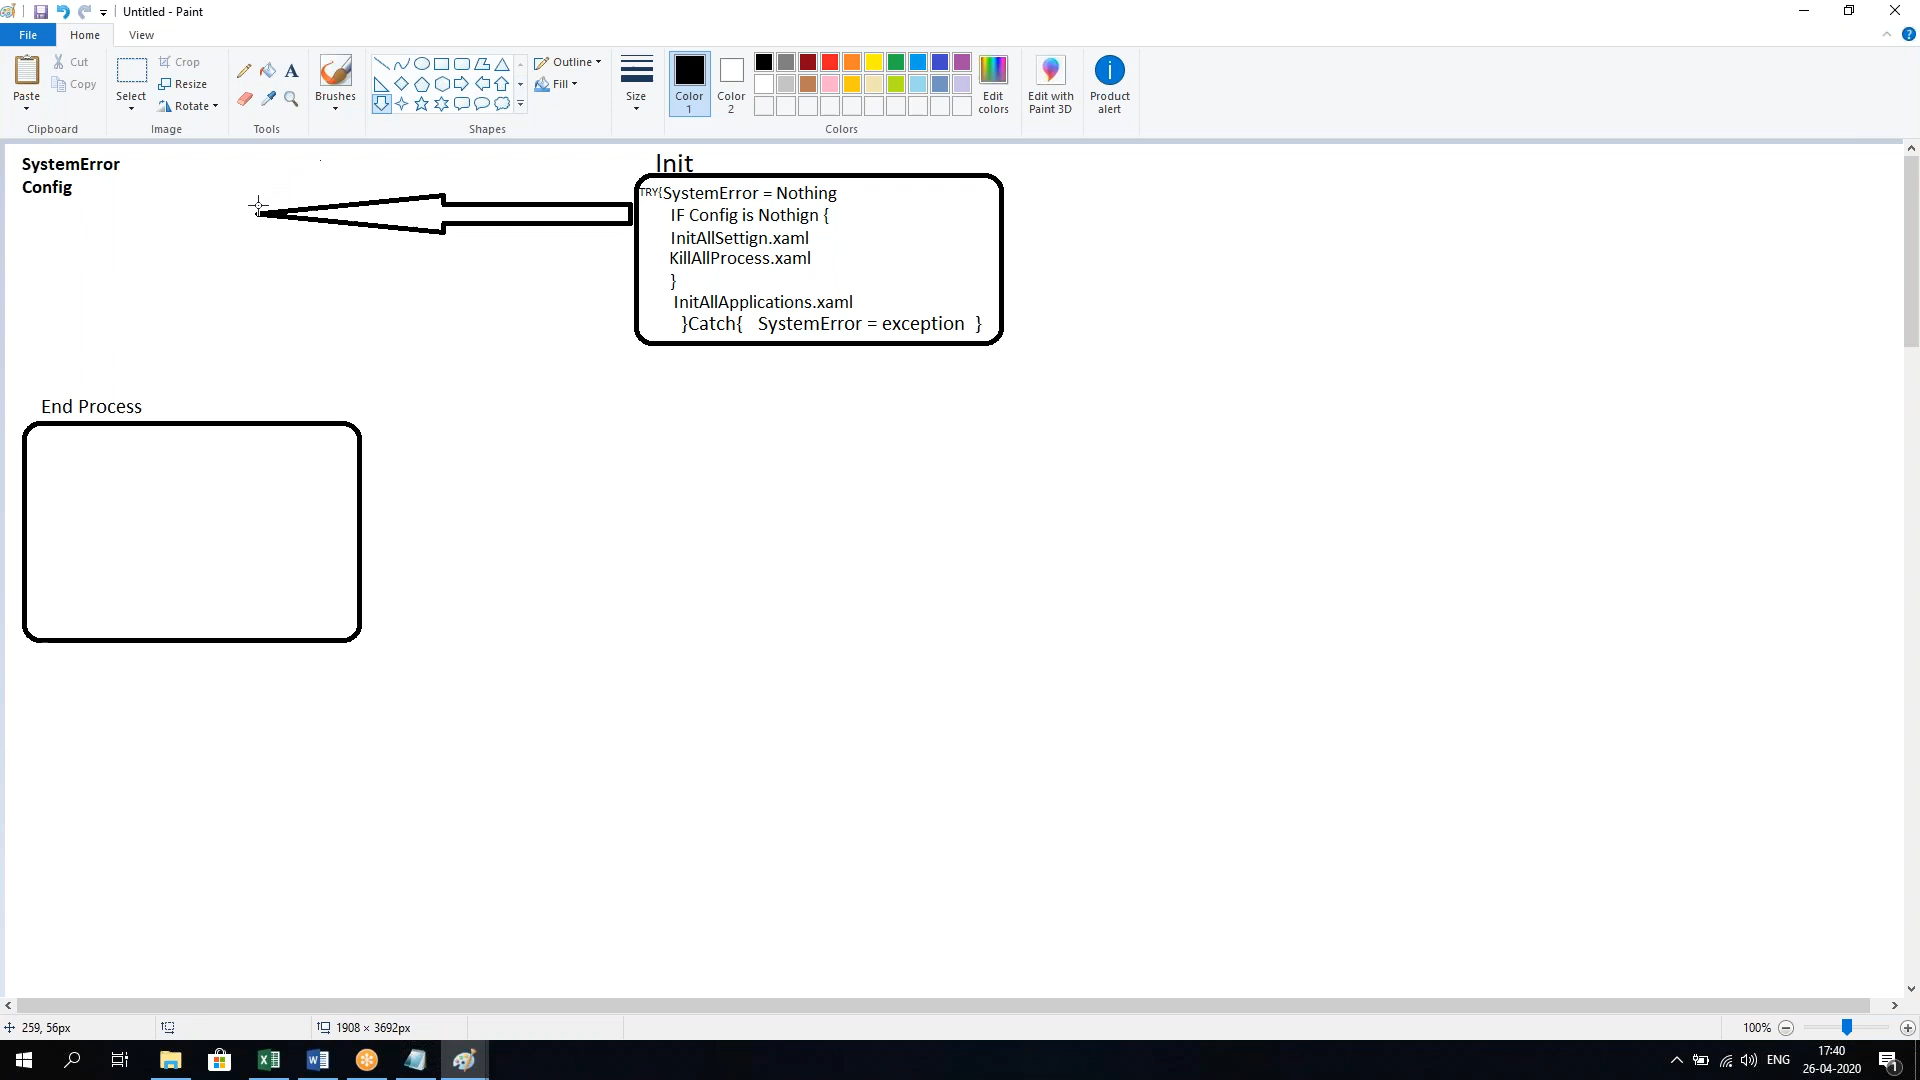 Untitled - Paint
File
Home
View
Paste
Cut
Copy
Clipboard
Select
Crop
Resize
Rotate
Image
Tools
Brushes
Shapes
Outline
Fill
Size
Color
1
Color
2
Colors
Edit
colors
Edit with
Paint 3D
Product
alert
SystemError
Config
Init
TRY{SystemError = Nothing
IF Config is Nothign {
InitAllSettign.xaml
KillAllProcess.xaml
}
InitAllApplications.xaml
}Catch{ SystemError = exception }
End Process
259, 56px
1908 × 3692px
100%
ENG
17:40
26-04-2020
1